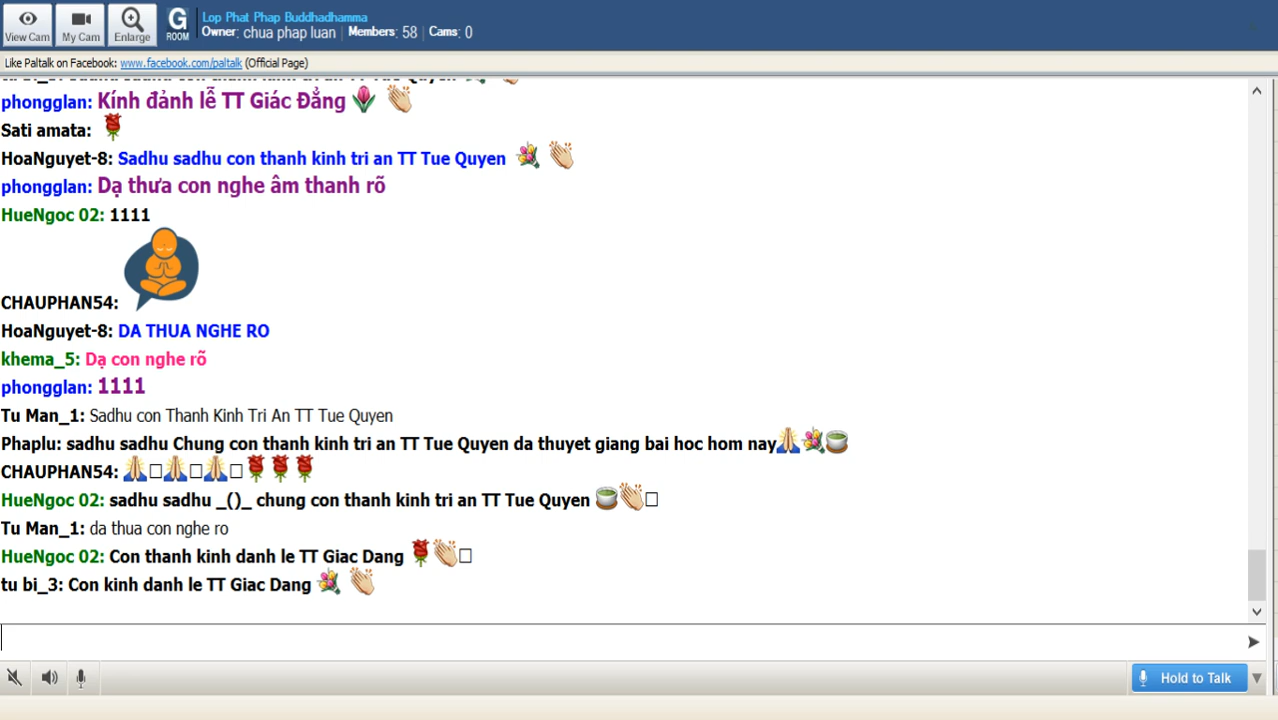 View Cam
My Cam
Enlarge
G
ROOM
Lop Phat Phap Buddhadhamma
Owner: chua phap luan | Members: 58 | Cams: 0
Like Paltalk on Facebook: www.facebook.com/paltalk (Official Page)
phongglan: Kính đảnh lễ TT Giác Đẳng
Sati amata:
HoaNguyet-8: Sadhu sadhu con thanh kinh tri an TT Tue Quyen
phongglan: Dạ thưa con nghe âm thanh rõ
HueNgoc 02: 1111
CHAUPHAN54:
HoaNguyet-8: DA THUA NGHE RO
khema_5: Dạ con nghe rõ
phongglan: 1111
Tu Man_1: Sadhu con Thanh Kinh Tri An TT Tue Quyen
Phaplu: sadhu sadhu Chung con thanh kinh tri an TT Tue Quyen da thuyet giang bai hoc hom nay
CHAUPHAN54:
HueNgoc 02: sadhu sadhu _()_ chung con thanh kinh tri an TT Tue Quyen
Tu Man_1: da thua con nghe ro
HueNgoc 02: Con thanh kinh danh le TT Giac Dang
tu bi_3: Con kinh danh le TT Giac Dang
Hold to Talk